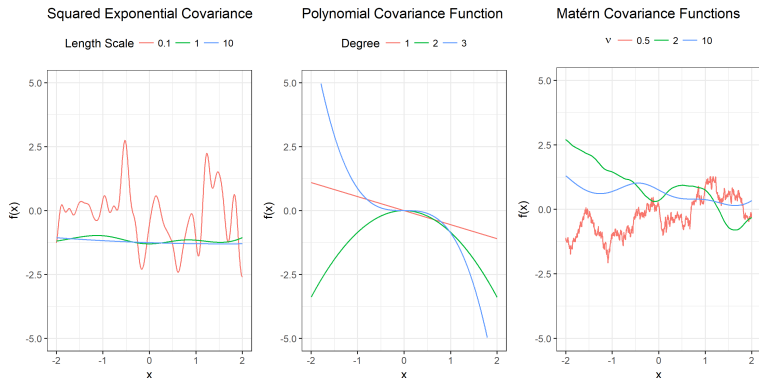 Squared Exponential Covariance
Length Scale 0.1 1 10
5.0
2.5
0.0
-2.5
-5.0
f(x)
-2 -1 0 1 2
x
Polynomial Covariance Function
Degree 1 2 3
5.0
2.5
0.0
-2.5
-5.0
f(x)
-2 -1 0 1 2
x
Matérn Covariance Functions
ν 0.5 2 10
5.0
2.5
0.0
-2.5
-5.0
f(x)
-2 -1 0 1 2
x